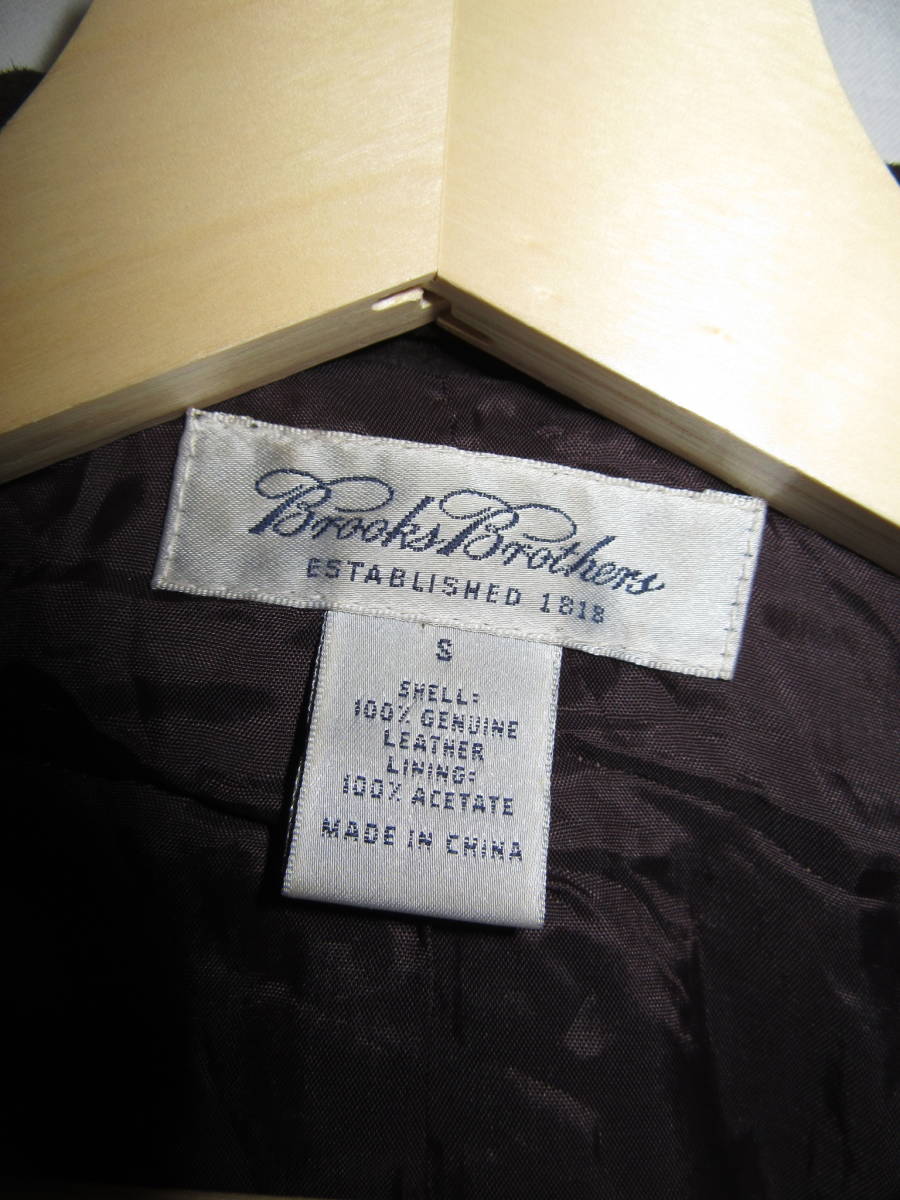 Brooks Brothers
ESTABLISHED 1818
S
SHELL:
100% GENUINE
LEATHER
LINING:
100% ACETATE
MADE IN CHINA